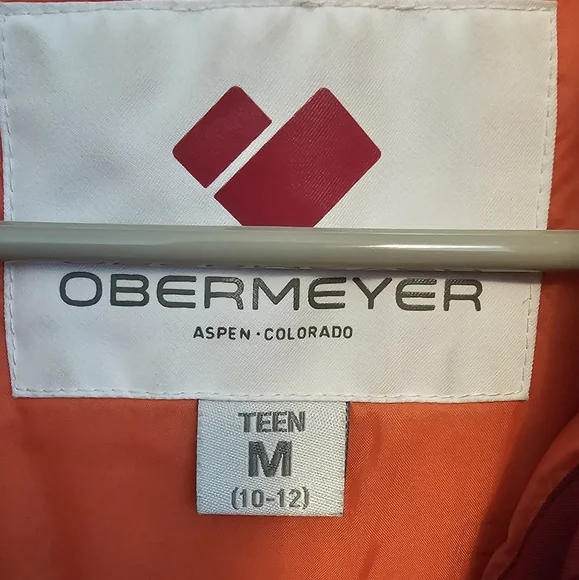 OBERMEYER
ASPEN · COLORADO
TEEN
M
(10-12)